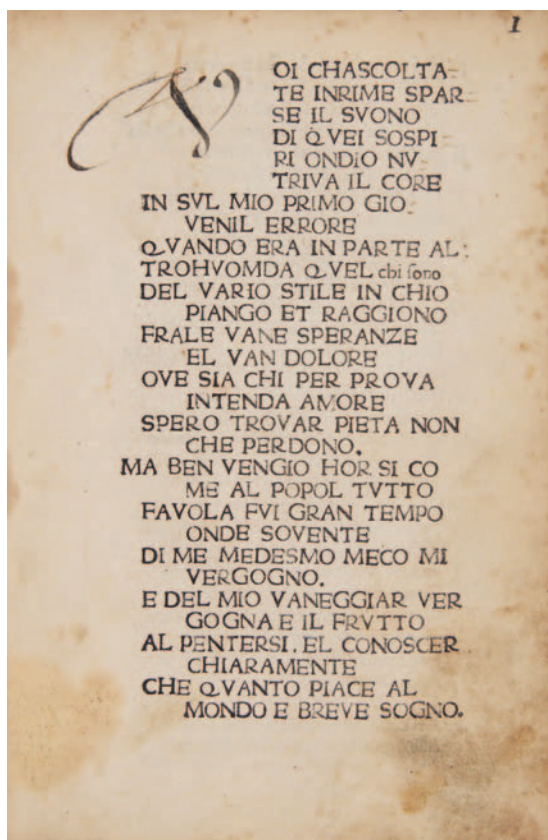 1
V OI CHASCOLTA-
TE INRIME SPAR-
SE IL SVONO
DI QVEI SOSPI-
RI ONDIO NV-
TRIVA IL CORE
IN SVL MIO PRIMO GIO-
VENIL ERRORE
QVANDO ERA IN PARTE AL:
TROHVOMDA QVEL chi sono
DEL VARIO STILE IN CHIO
PIANGO ET RAGGIONO
FRALE VANE SPERANZE
EL VAN DOLORE
OVE SIA CHI PER PROVA
INTENDA AMORE
SPERO TROVAR PIETA NON
CHE PERDONO.
MA BEN VENGIO HOR SI CO
ME AL POPOL TVTTO
FAVOLA FVI GRAN TEMPO
ONDE SOVENTE
DI ME MEDESMO MECO MI
VERGOGNO.
E DEL MIO VANEGGIAR VER
GOGNA E IL FRVTTO
AL PENTERSI. EL CONOSCER
CHIARAMENTE
CHE QVANTO PIACE AL
MONDO E BREVE SOGNO.